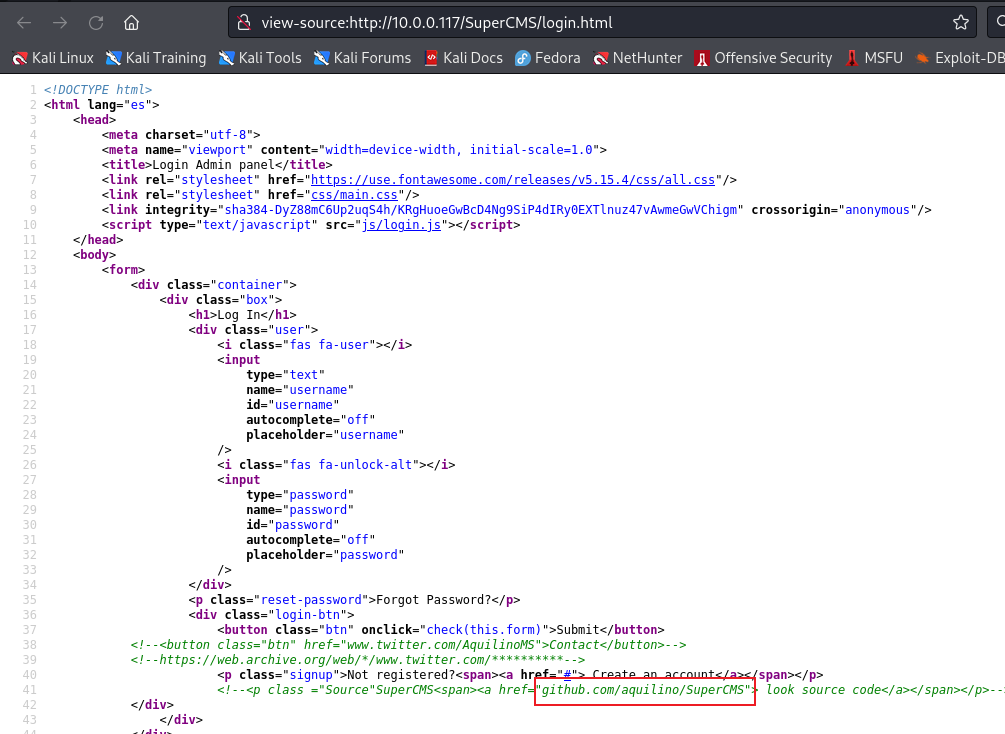 view-source:http://10.0.0.117/SuperCMS/login.html
Kali Linux Kali Training Kali Tools Kali Forums Kali Docs Fedora NetHunter Offensive Security MSFU Exploit-DB
1 <!DOCTYPE html>
2 <html lang="es">
3 <head>
4 <meta charset="utf-8">
5 <meta name="viewport" content="width=device-width, initial-scale=1.0">
6 <title>Login Admin panel</title>
7 <link rel="stylesheet" href="https://use.fontawesome.com/releases/v5.15.4/css/all.css"/>
8 <link rel="stylesheet" href="css/main.css"/>
9 <link integrity="sha384-DyZ88mC6Up2uqS4h/KRgHuoeGwBcD4Ng9SiP4dIRy0EXTlnuz47vAwmeGwVChigm" crossorigin="anonymous"/>
10 <script type="text/javascript" src="js/login.js"></script>
11 </head>
12 <body>
13 <form>
14 <div class="container">
15 <div class="box">
16 <h1>Log In</h1>
17 <div class="user">
18 <i class="fas fa-user"></i>
19 <input
20 type="text"
21 name="username"
22 id="username"
23 autocomplete="off"
24 placeholder="username"
25 />
26 <i class="fas fa-unlock-alt"></i>
27 <input
28 type="password"
29 name="password"
30 id="password"
31 autocomplete="off"
32 placeholder="password"
33 />
34 </div>
35 <p class="reset-password">Forgot Password?</p>
36 <div class="login-btn">
37 <button class="btn" onclick="check(this.form)">Submit</button>
38 <!--<button class="btn" href="www.twitter.com/AquilinoMS">Contact</button>-->
39 <!--https://web.archive.org/web/*/www.twitter.com/**********-->
40 <p class="signup">Not registered?<span><a href="#"> Create an account</a></span></p>
41 <!--<p class ="Source"SuperCMS<span><a href="github.com/aquilino/SuperCMS"> look source code</a></span></p>--
42 </div>
43 </div>
44 </div>